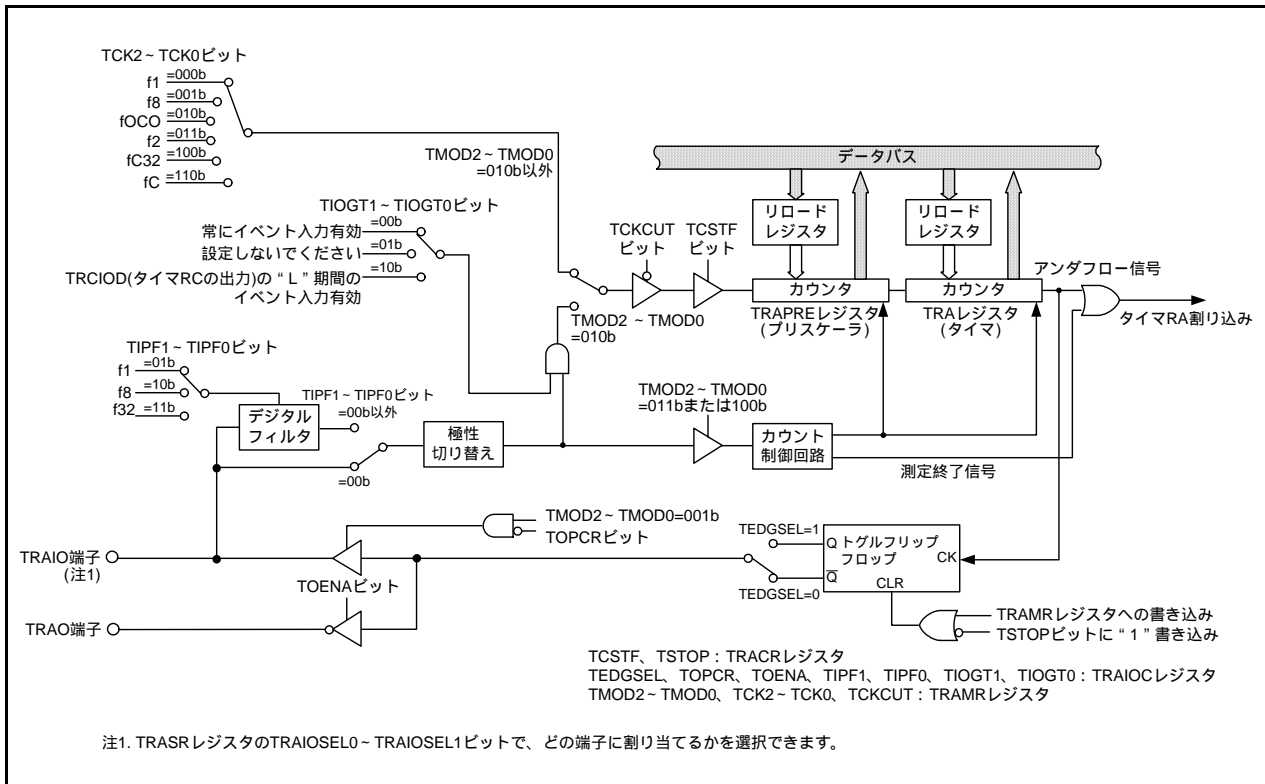 TCK2～TCK0ビット
f1 =000b
f8 =001b
fOCO =010b
f2 =011b
fC32 =100b
fC =110b
TMOD2～TMOD0
=010b以外
データバス
リロード
レジスタ
リロード
レジスタ
TIOGT1～TIOGT0ビット
常にイベント入力有効 =00b
設定しないでください =01b
TRCIOD(タイマRCの出力)の“L”期間の
イベント入力有効
=10b
TCKCUT
ビット
TCSTF
ビット
アンダフロー信号
カウンタ
カウンタ
TRAPREレジスタ
(プリスケーラ)
TRAレジスタ
(タイマ)
タイマRA割り込み
TMOD2～TMOD0
=010b
TIPF1～TIPF0ビット
f1 =01b
f8 =10b
f32 =11b
デジタル
フィルタ
TIPF1～TIPF0ビット
=00b以外
=00b
極性
切り替え
TMOD2～TMOD0
=011bまたは100b
カウント
制御回路
測定終了信号
TMOD2～TMOD0=001b
TOPCRビット
TRAIO端子
(注1)
TOENAビット
TRAO端子
TEDGSEL=1
TEDGSEL=0
Q トグルフリップ
フロップ
CK
Q
CLR
TRAMRレジスタへの書き込み
TSTOPビットに“1”書き込み
TCSTF、TSTOP：TRACRレジスタ
TEDGSEL、TOPCR、TOENA、TIPF1、TIPF0、TIOGT1、TIOGT0：TRAIOCレジスタ
TMOD2～TMOD0、TCK2～TCK0、TCKCUT：TRAMRレジスタ
注1. TRASRレジスタのTRAIOSEL0～TRAIOSEL1ビットで、どの端子に割り当てるかを選択できます。